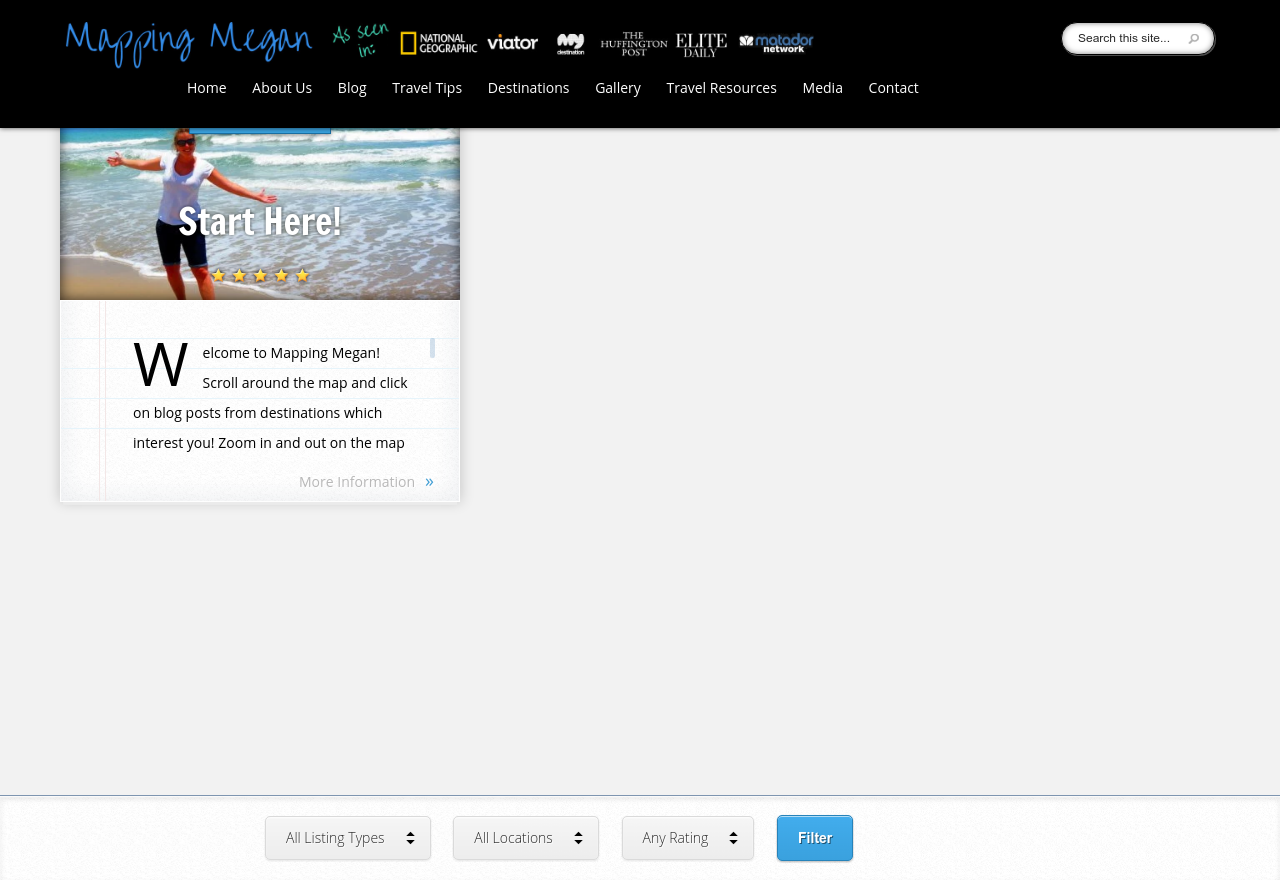 Mapping Megan
As seen in:
NATIONAL GEOGRAPHIC
viator
my destination
THE HUFFINGTON POST
ELITE DAILY
matador network
Search this site...
Home About Us Blog Travel Tips Destinations Gallery Travel Resources Media Contact
Start Here!
Welcome to Mapping Megan!
Scroll around the map and click
on blog posts from destinations which
interest you! Zoom in and out on the map
More Information »
All Listing Types All Locations Any Rating Filter